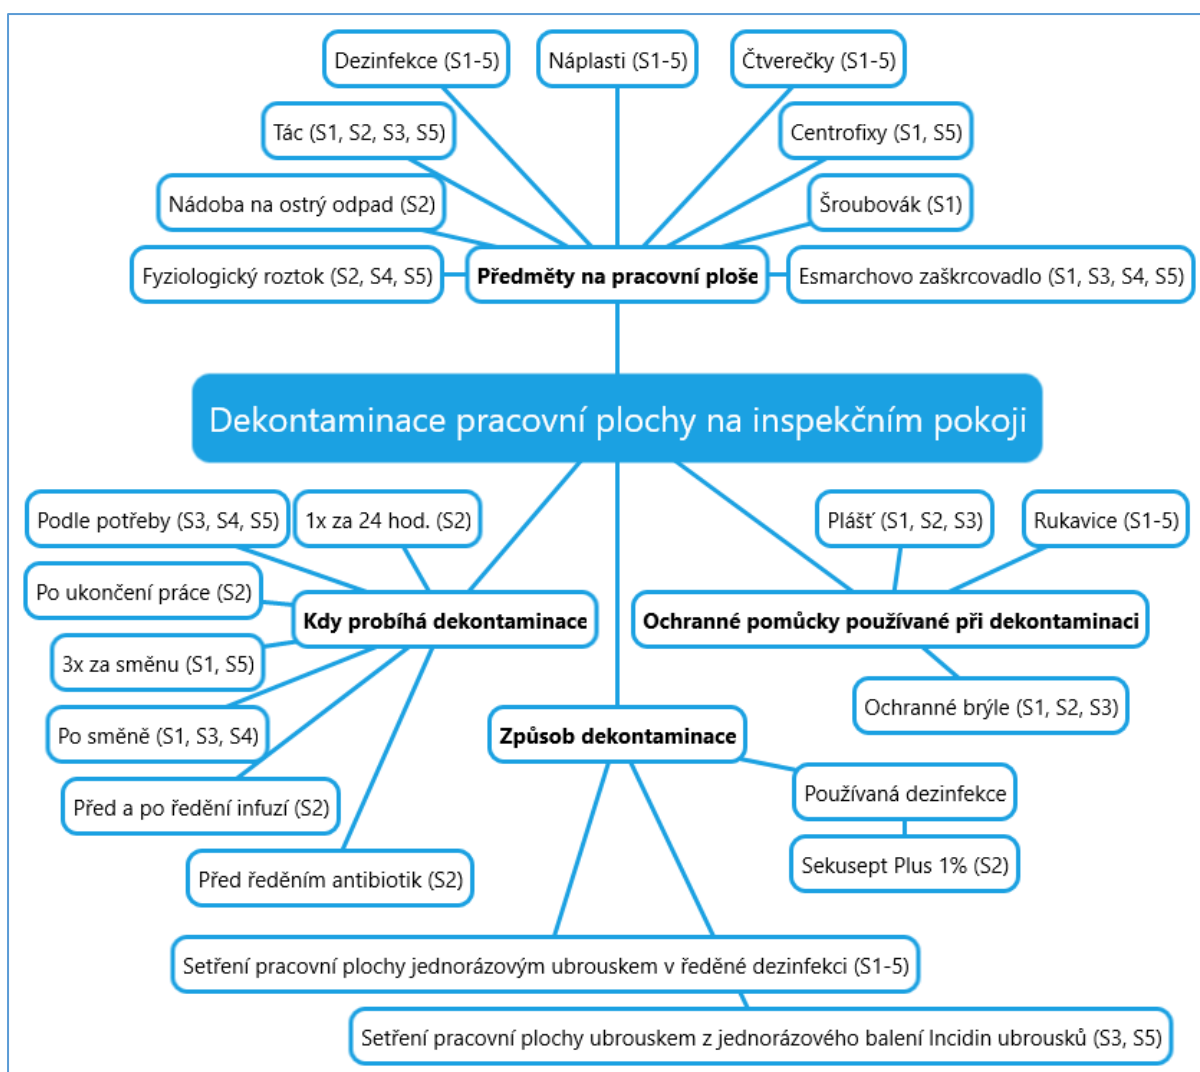 Dezinfekce (S1-5)
Náplasti (S1-5)
Čtverečky (S1-5)
Tác (S1, S2, S3, S5)
Centrofixy (S1, S5)
Nádoba na ostrý odpad (S2)
Šroubovák (S1)
Fyziologický roztok (S2, S4, S5)
Předměty na pracovní ploše
Esmarchovo zaškrcovadlo (S1, S3, S4, S5)
Dekontaminace pracovní plochy na inspekčním pokoji
Podle potřeby (S3, S4, S5)
1x za 24 hod. (S2)
Plášť (S1, S2, S3)
Rukavice (S1-5)
Po ukončení práce (S2)
Kdy probíhá dekontaminace
Ochranné pomůcky používané při dekontaminaci
3x za směnu (S1, S5)
Ochranné brýle (S1, S2, S3)
Po směně (S1, S3, S4)
Způsob dekontaminace
Před a po ředění infuzí (S2)
Používaná dezinfekce
Před ředěním antibiotik (S2)
Sekusept Plus 1% (S2)
Setření pracovní plochy jednorázovým ubrouskem v ředěné dezinfekci (S1-5)
Setření pracovní plochy ubrouskem z jednorázového balení Incidin ubrousků (S3, S5)